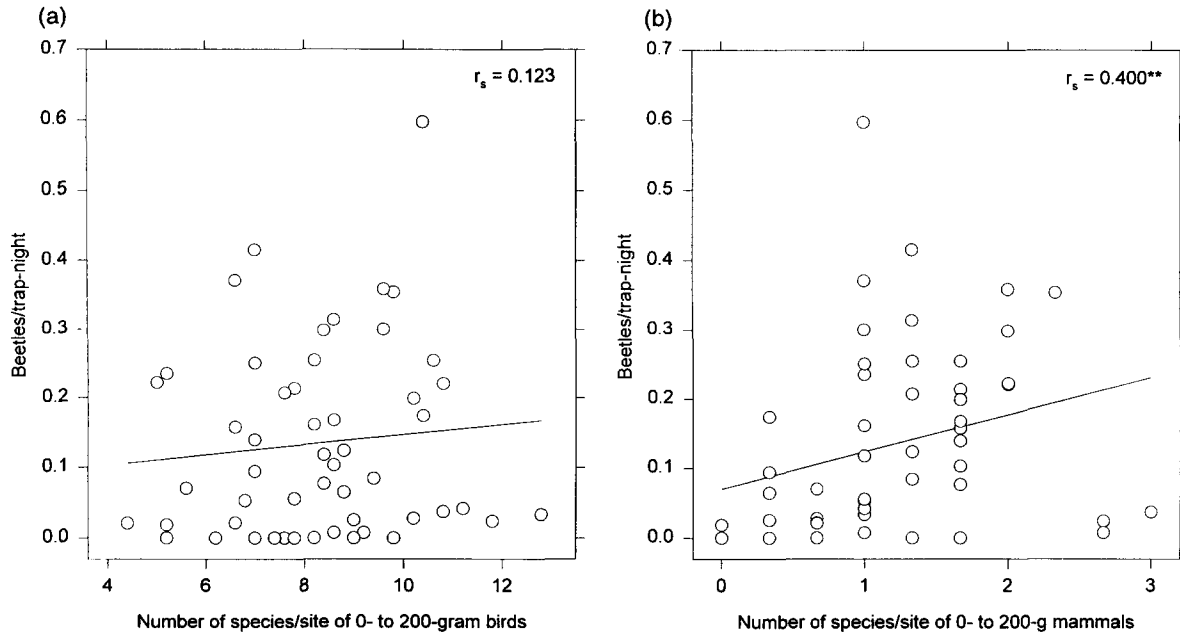 (a)
0.7
0.6
0.5
0.4
0.3
0.2
0.1
0.0
Beetles/trap-night
r_s = 0.123
4 6 8 10 12
Number of species/site of 0- to 200-gram birds
(b)
0.7
0.6
0.5
0.4
0.3
0.2
0.1
0.0
Beetles/trap-night
r_s = 0.400**
0 1 2 3
Number of species/site of 0- to 200-g mammals